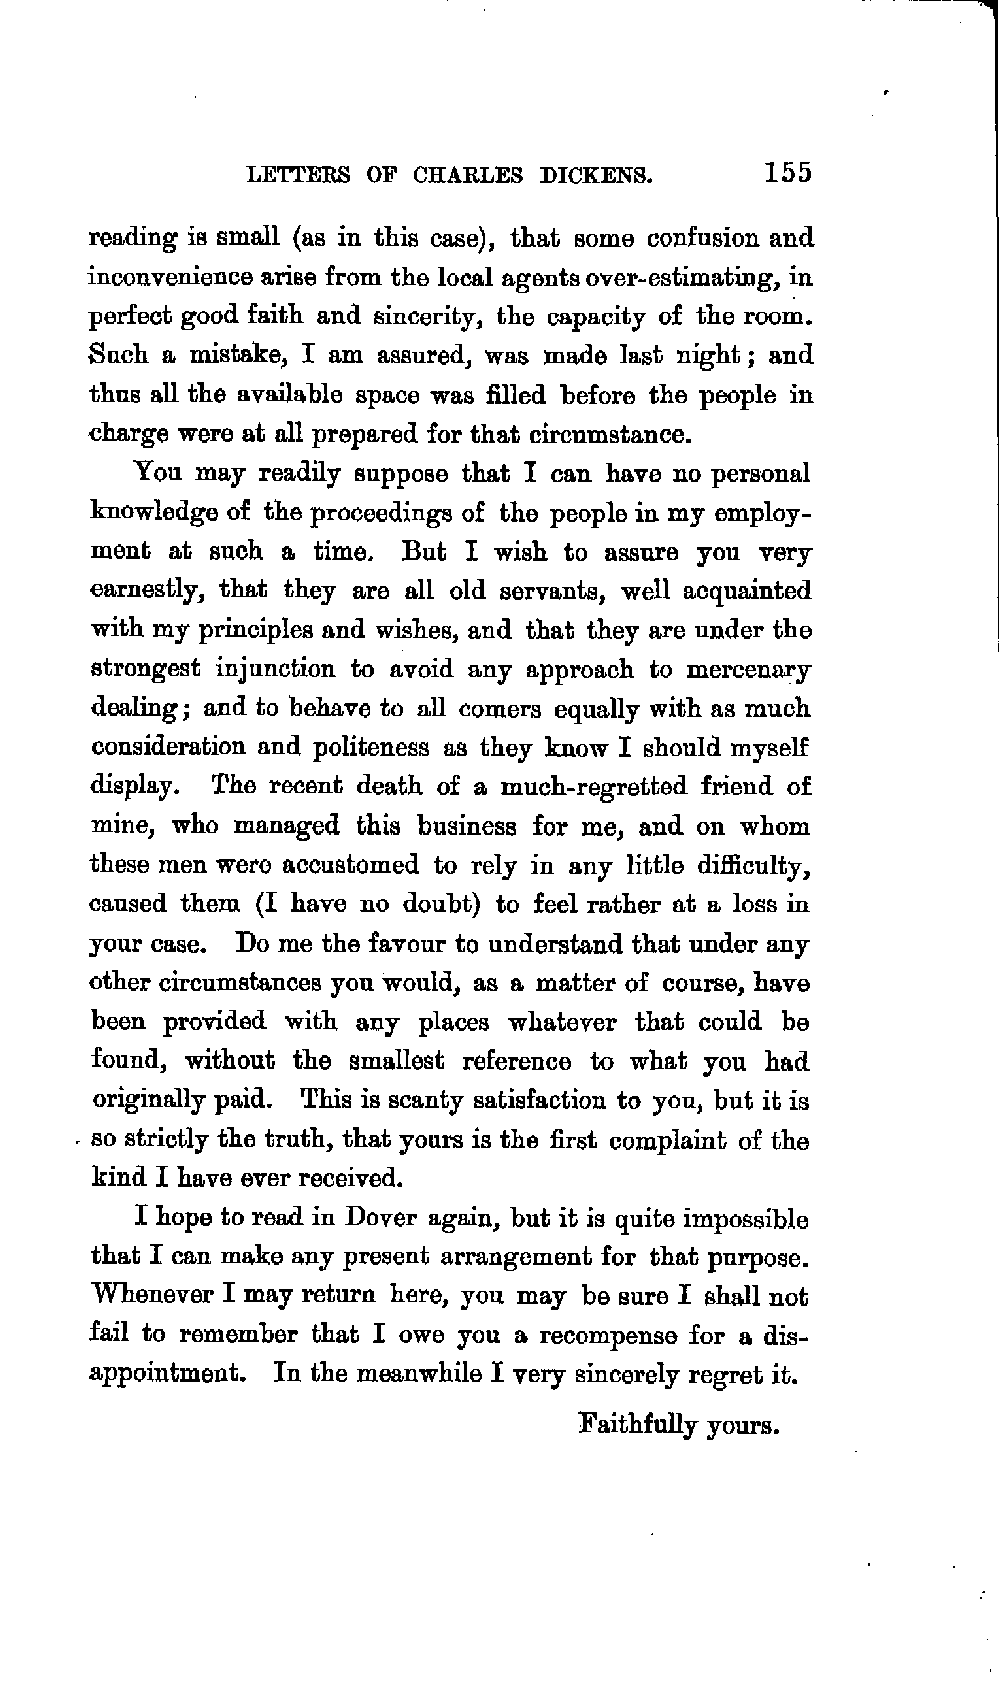 LETTERS OF CHARLES DICKENS. 155
reading is small (as in this case), that some confusion and
inconvenience arise from the local agents over-estimating, in
perfect good faith and sincerity, the capacity of the room.
Such a mistake, I am assured, was made last night; and
thus all the available space was filled before the people in
charge were at all prepared for that circumstance.
You may readily suppose that I can have no personal
knowledge of the proceedings of the people in my employ-
ment at such a time. But I wish to assure you very
earnestly, that they are all old servants, well acquainted
with my principles and wishes, and that they are under the
strongest injunction to avoid any approach to mercenary
dealing; and to behave to all comers equally with as much
consideration and politeness as they know I should myself
display. The recent death of a much-regretted friend of
mine, who managed this business for me, and on whom
these men were accustomed to rely in any little difficulty,
caused them (I have no doubt) to feel rather at a loss in
your case. Do me the favour to understand that under any
other circumstances you would, as a matter of course, have
been provided with any places whatever that could be
found, without the smallest reference to what you had
originally paid. This is scanty satisfaction to you, but it is
so strictly the truth, that yours is the first complaint of the
kind I have ever received.
I hope to read in Dover again, but it is quite impossible
that I can make any present arrangement for that purpose.
Whenever I may return here, you may be sure I shall not
fail to remember that I owe you a recompense for a dis-
appointment. In the meanwhile I very sincerely regret it.
Faithfully yours.